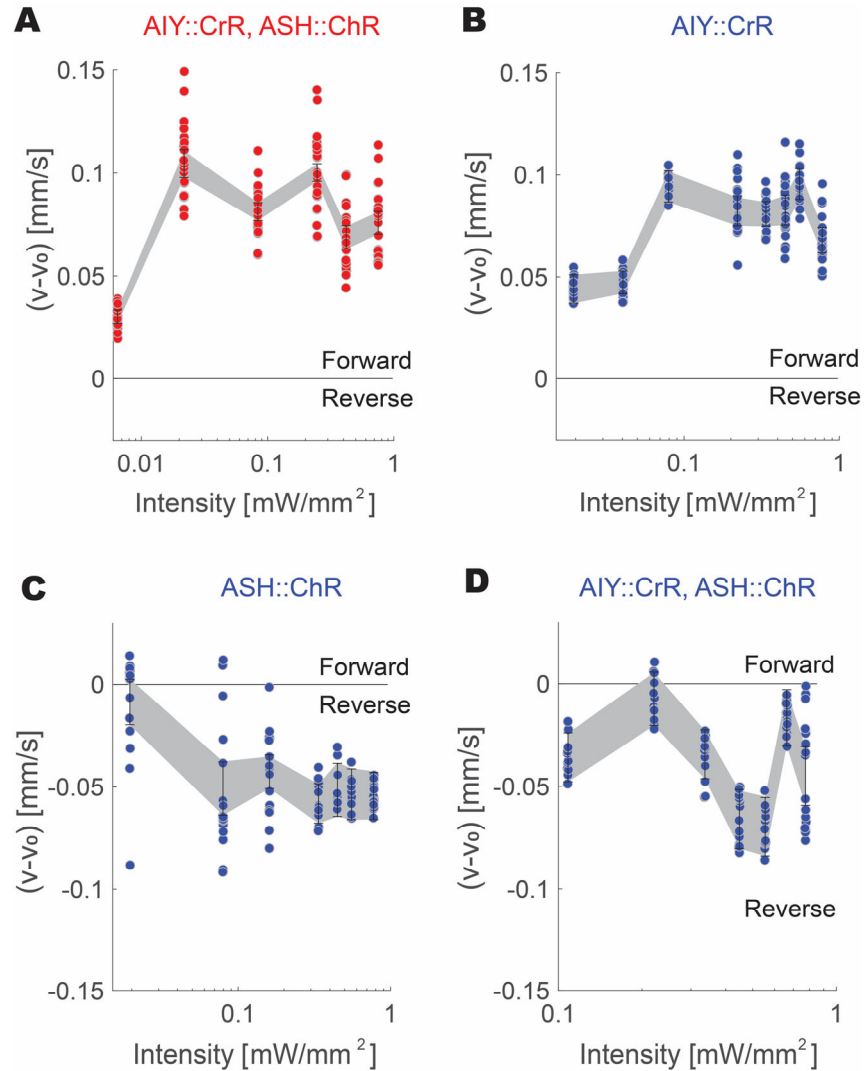 A
AIY::CrR, ASH::ChR
0.15
0.1
0.05
0
(v-v₀) [mm/s]
Forward
Reverse
0.01
0.1
1
Intensity [mW/mm²]
B
AIY::CrR
0.15
0.1
0.05
0
(v-v₀) [mm/s]
Forward
Reverse
0.1
1
Intensity [mW/mm²]
C
ASH::ChR
0
-0.05
-0.1
-0.15
(v-v₀) [mm/s]
Forward
Reverse
0.1
1
Intensity [mW/mm²]
D
AIY::CrR, ASH::ChR
0
-0.05
-0.1
-0.15
(v-v₀) [mm/s]
Forward
Reverse
0.1
1
Intensity [mW/mm²]